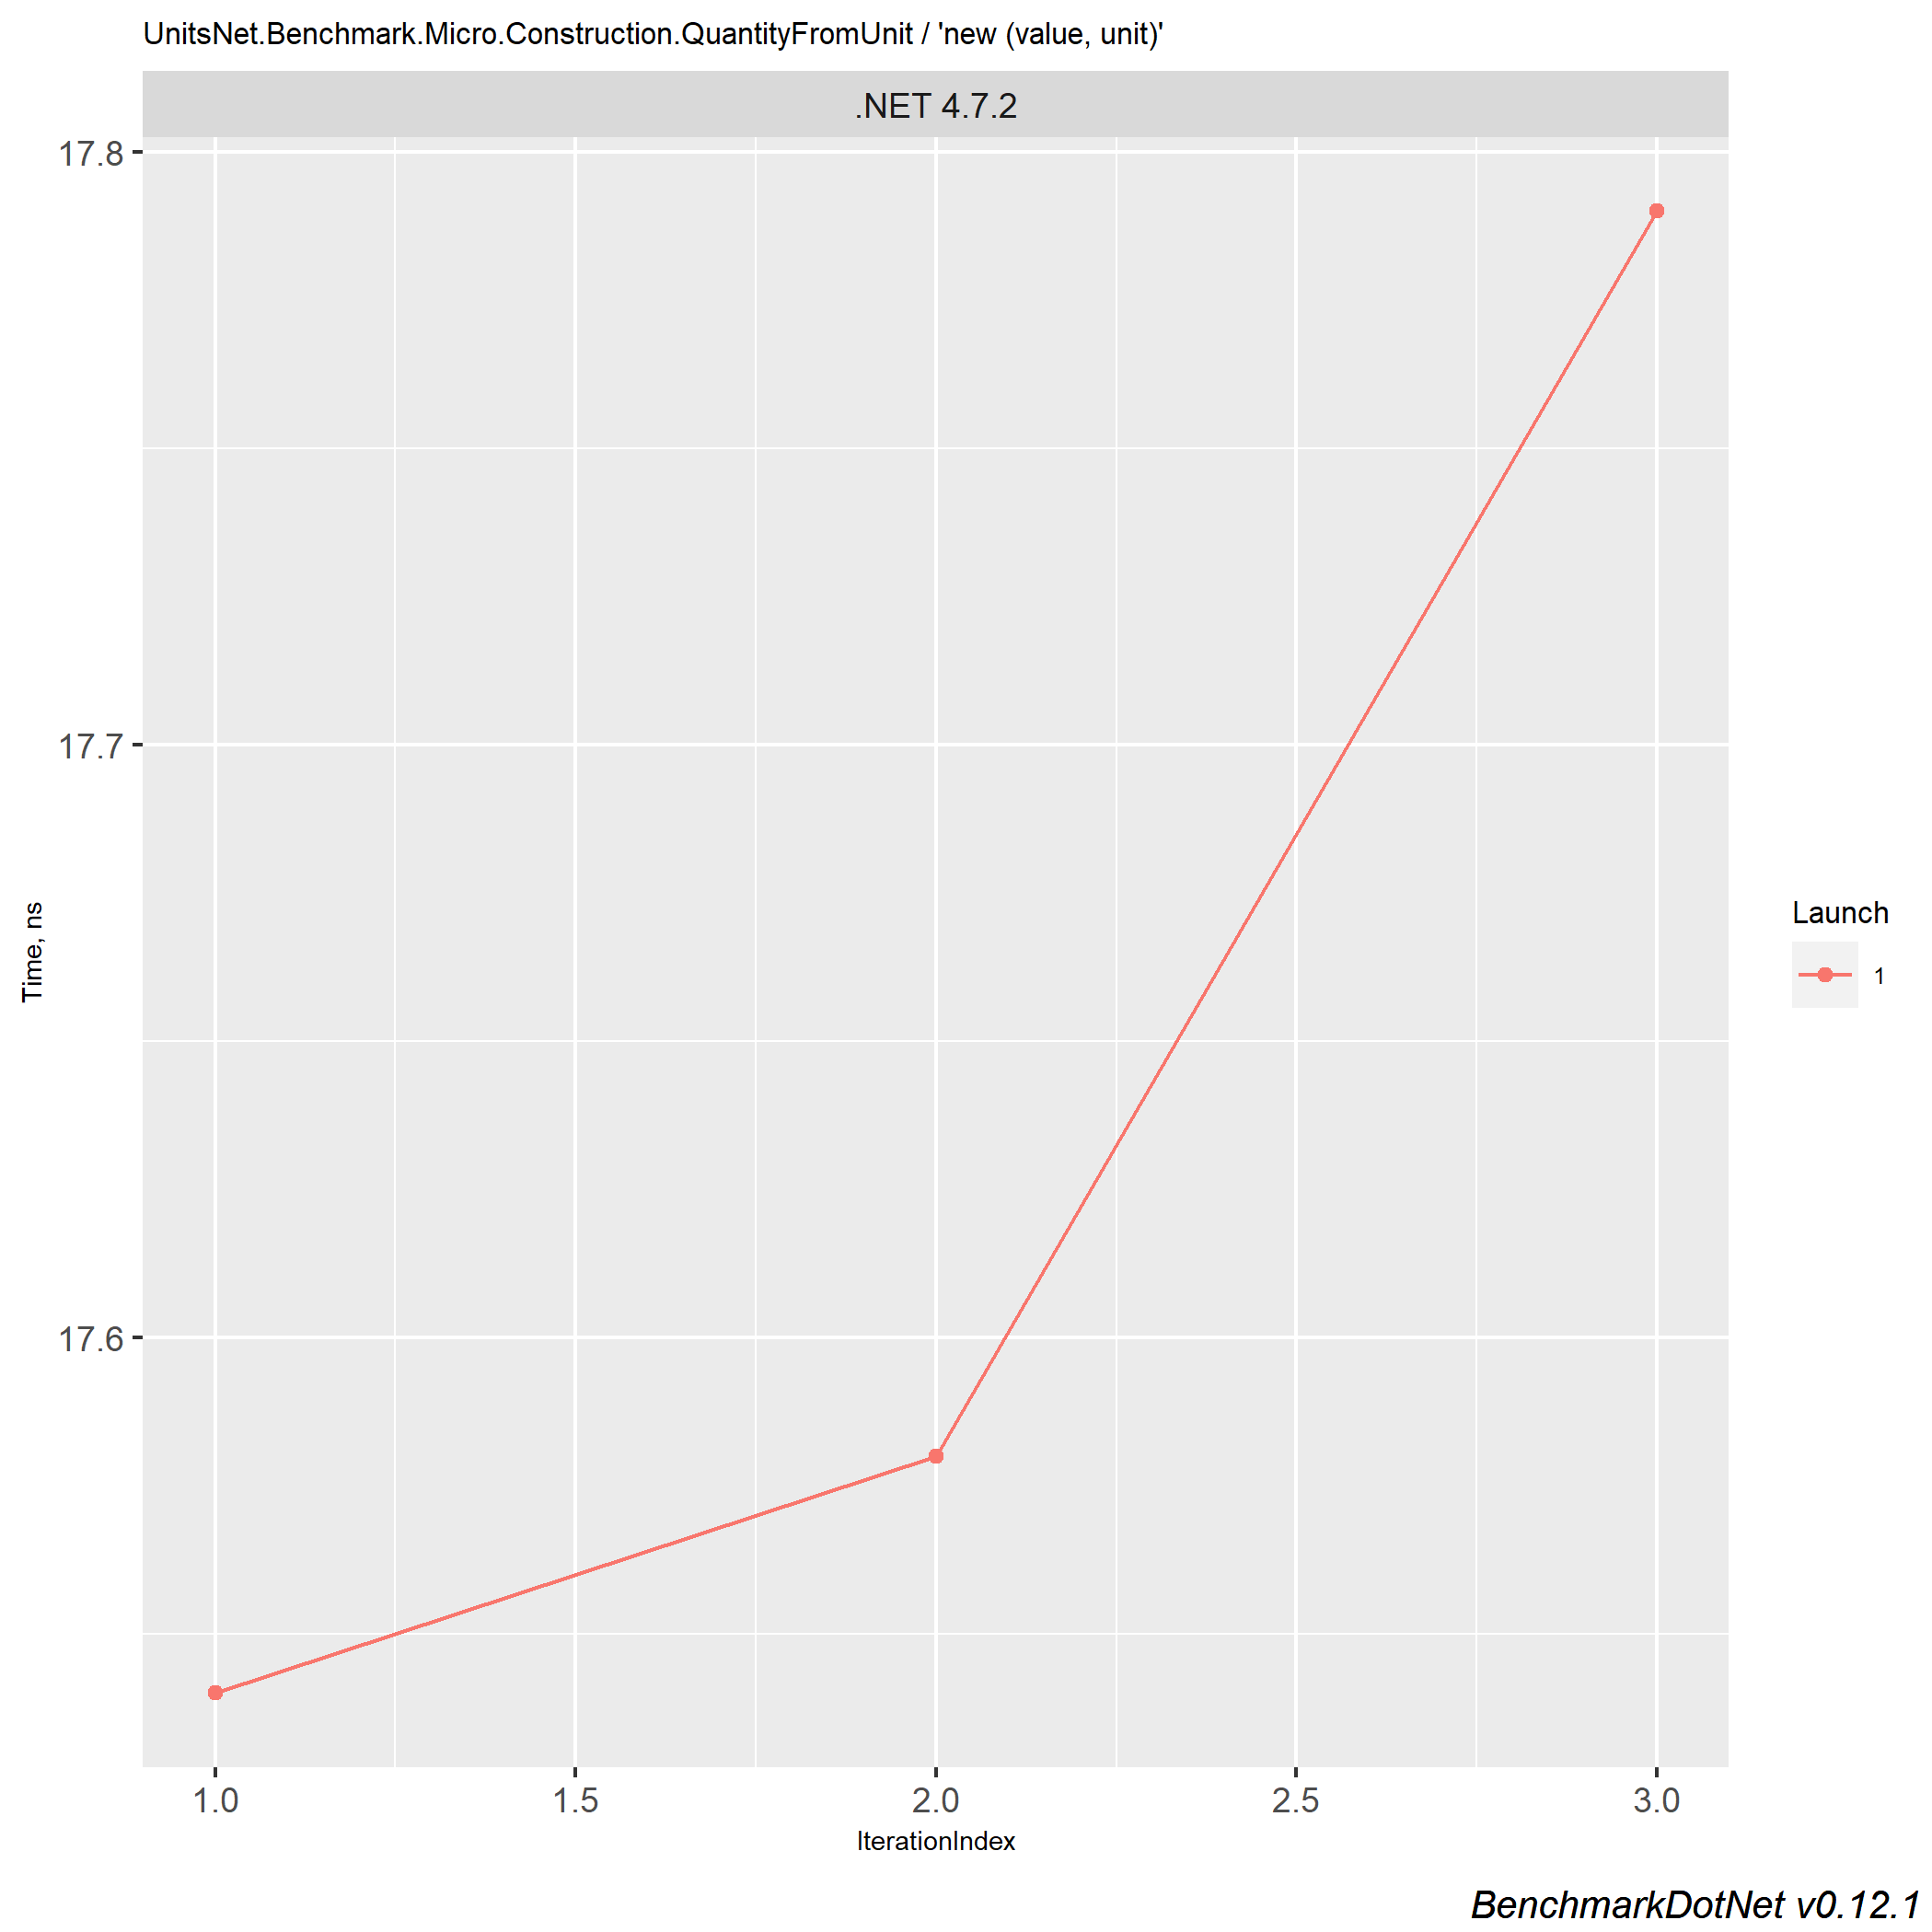 UnitsNet.Benchmark.Micro.Construction.QuantityFromUnit / 'new (value, unit)'
.NET 4.7.2
17.8
17.7
17.6
Time, ns
Launch
1
1.0 1.5 2.0 2.5 3.0
IterationIndex
BenchmarkDotNet v0.12.1